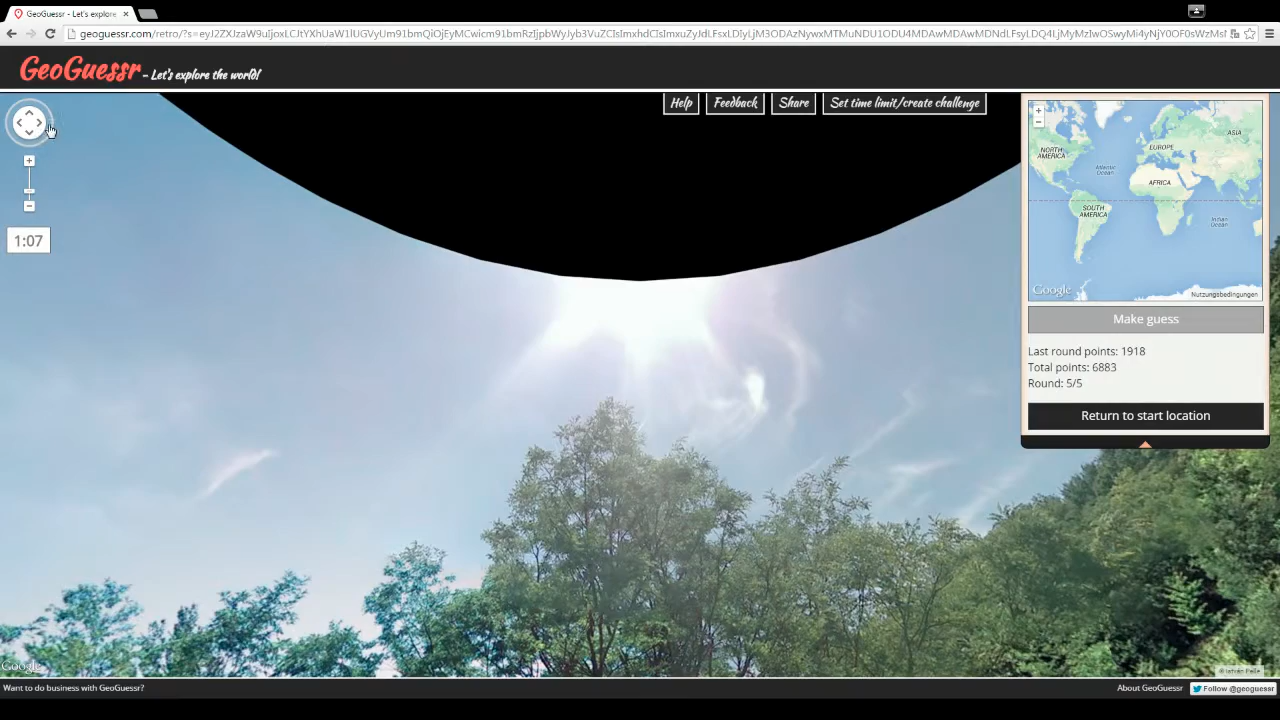 GeoGuessr - Let's explore
geoguessr.com/retro/?s=
GeoGuessr - Let's explore the world!
Help
Feedback
Share
Set time limit/create challenge
1:07
NORTH AMERICA
Atlantic Ocean
EUROPE
ASIA
AFRICA
SOUTH AMERICA
Indian Ocean
Google
Nutzungsbedingungen
Make guess
Last round points: 1918
Total points: 6883
Round: 5/5
Return to start location
Google
© István Pelle
Want to do business with GeoGuessr?
About GeoGuessr
Follow @geoguessr